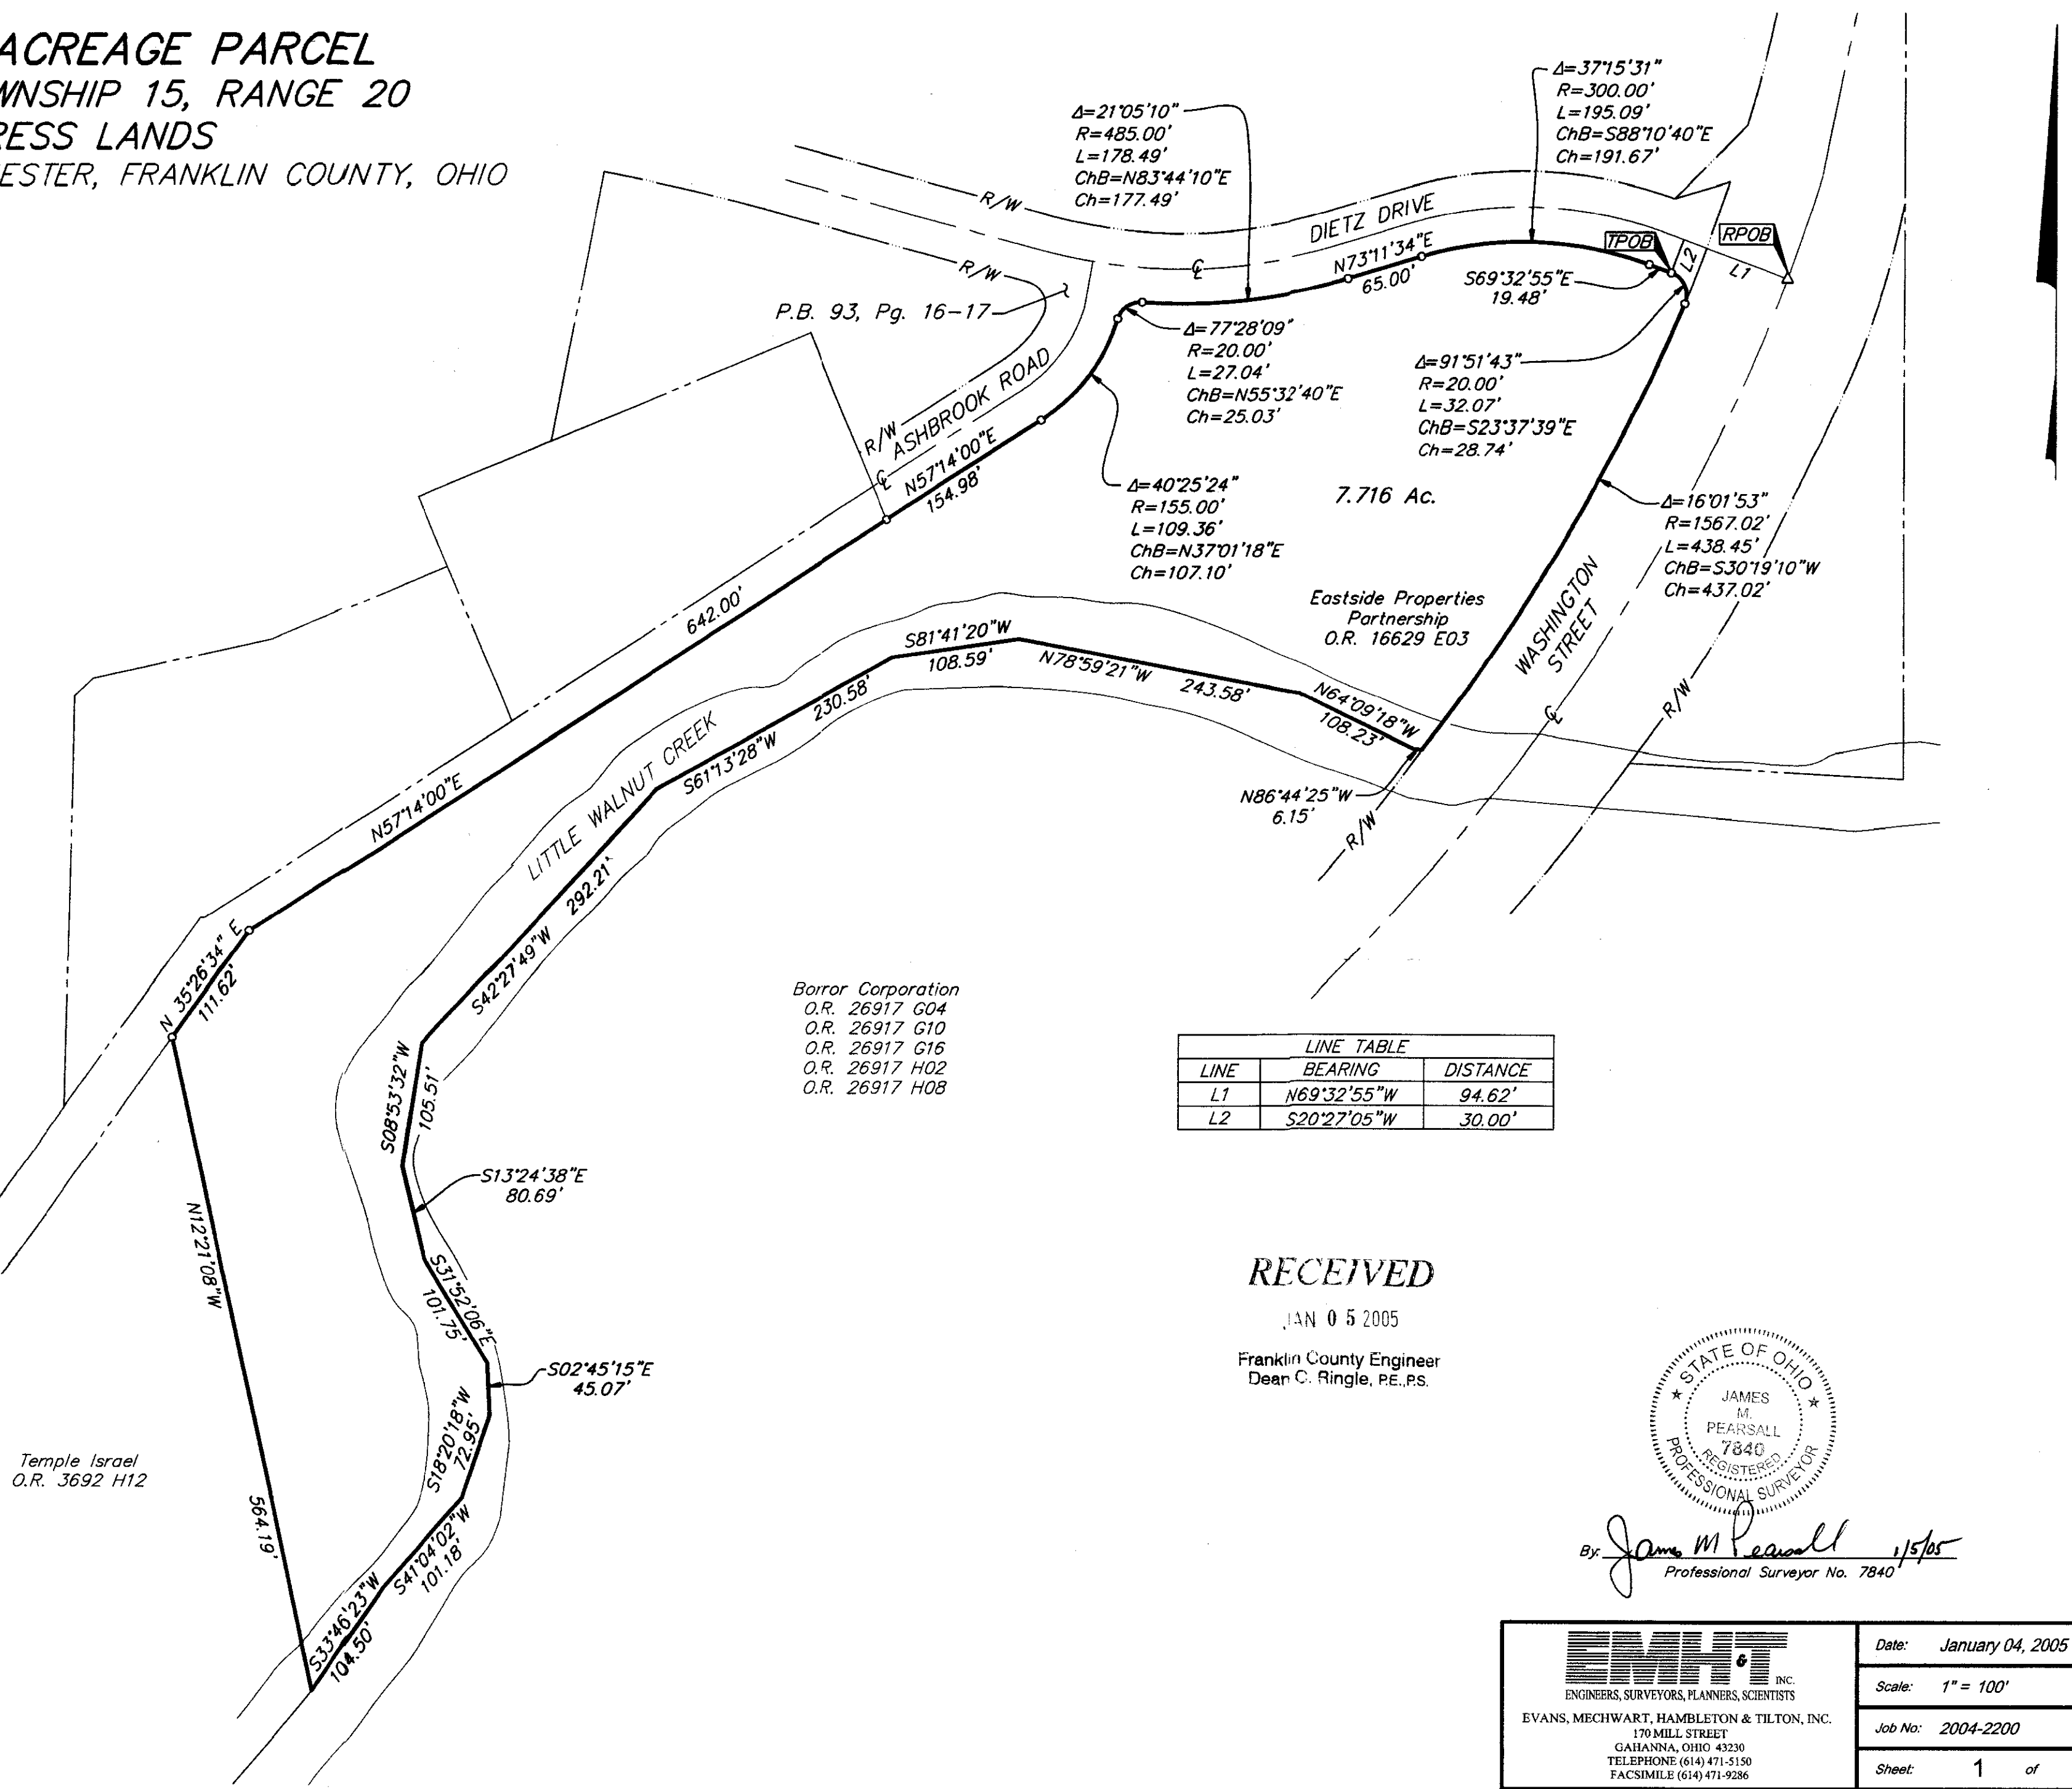 ACREAGE PARCEL
WNSHIP 15, RANGE 20
RESS LANDS
ESTER, FRANKLIN COUNTY, OHIO
Δ=21°05'10"
R=485.00'
L=178.49'
ChB=N83°44'10"E
Ch=177.49'
Δ=37°15'31"
R=300.00'
L=195.09'
ChB=S88°10'40"E
Ch=191.67'
R/W
DIETZ DRIVE
TPOB
RPOB
L2
L1
R/W
℄
N73°11'34"E
65.00'
S69°32'55"E
19.48'
P.B. 93, Pg. 16-17
Δ=77°28'09"
R=20.00'
L=27.04'
ChB=N55°32'40"E
Ch=25.03'
Δ=91°51'43"
R=20.00'
L=32.07'
ChB=S23°37'39"E
Ch=28.74'
R/W
ASHBROOK ROAD
℄
N57°14'00"E
154.98'
Δ=40°25'24"
R=155.00'
L=109.36'
ChB=N37°01'18"E
Ch=107.10'
7.716 Ac.
Δ=16°01'53"
R=1567.02'
L=438.45'
ChB=S30°19'10"W
Ch=437.02'
Eastside Properties
Partnership
O.R. 16629 E03
WASHINGTON
STREET
℄
R/W
R/W
642.00'
N57°14'00"E
S81°41'20"W
108.59'
N78°59'21"W
243.58'
N64°09'18"W
108.23'
N86°44'25"W
6.15'
LITTLE WALNUT CREEK
230.58'
S61°13'28"W
292.21'
S42°27'49"W
N 35°26'34" E
111.62'
S08°53'32"W
105.51'
S13°24'38"E
80.69'
S31°52'06"E
101.75'
S02°45'15"E
45.07'
S18°20'18"W
72.95'
S41°04'02"W
101.18'
S33°46'23"W
104.50'
N12°21'08"W
564.19'
Borror Corporation
O.R. 26917 G04
O.R. 26917 G10
O.R. 26917 G16
O.R. 26917 H02
O.R. 26917 H08
LINE TABLE
LINE BEARING DISTANCE
L1 N69°32'55"W 94.62'
L2 S20°27'05"W 30.00'
Temple Israel
O.R. 3692 H12
RECEIVED
JAN 05 2005
Franklin County Engineer
Dean C. Ringle, P.E., P.S.
STATE OF OHIO
JAMES
M.
PEARSALL
7840
REGISTERED
PROFESSIONAL SURVEYOR
By: James M Pearsall 1/5/05
Professional Surveyor No. 7840
EMH&T INC.
ENGINEERS, SURVEYORS, PLANNERS, SCIENTISTS
EVANS, MECHWART, HAMBLETON & TILTON, INC.
170 MILL STREET
GAHANNA, OHIO 43230
TELEPHONE (614) 471-5150
FACSIMILE (614) 471-9286
Date: January 04, 2005
Scale: 1" = 100'
Job No: 2004-2200
Sheet: 1 of